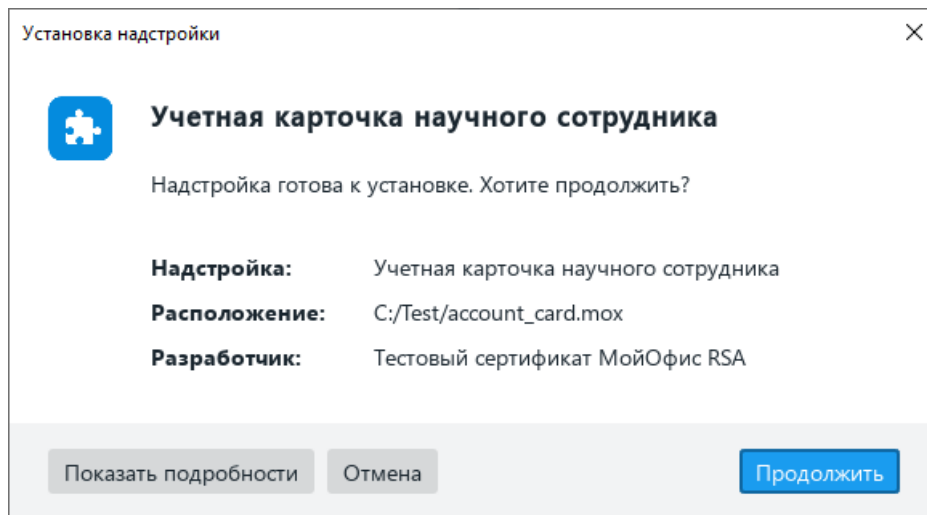 Установка надстройки
Учетная карточка научного сотрудника
Надстройка готова к установке. Хотите продолжить?
Надстройка: Учетная карточка научного сотрудника
Расположение: C:/Test/account_card.mox
Разработчик: Тестовый сертификат МойОфис RSA
Показать подробности Отмена Продолжить